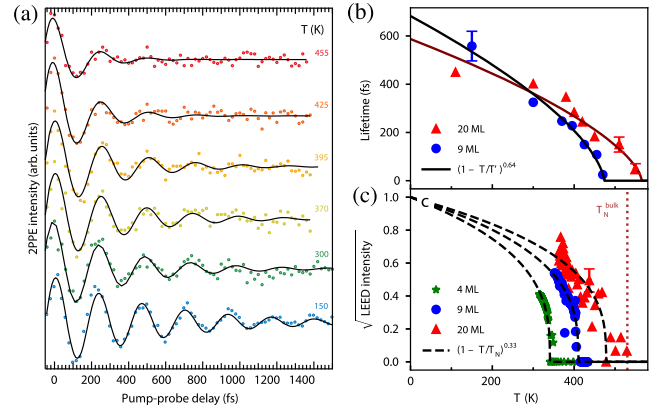 (a)
T (K)
455
425
395
370
300
150
2PPE Intensity (arb. units)
0 200 400 600 800 1000 1200 1400
Pump-probe delay (fs)
(b)
600
400
200
0
Lifetime (fs)
20 ML
9 ML
(1 − T/T*)^0.64
(c)
C
T_N^bulk
1.0
0.8
0.6
0.4
0.2
0.0
√LEED intensity
4 ML
9 ML
20 ML
(1 − T/T_N)^0.33
0 200 400
T (K)